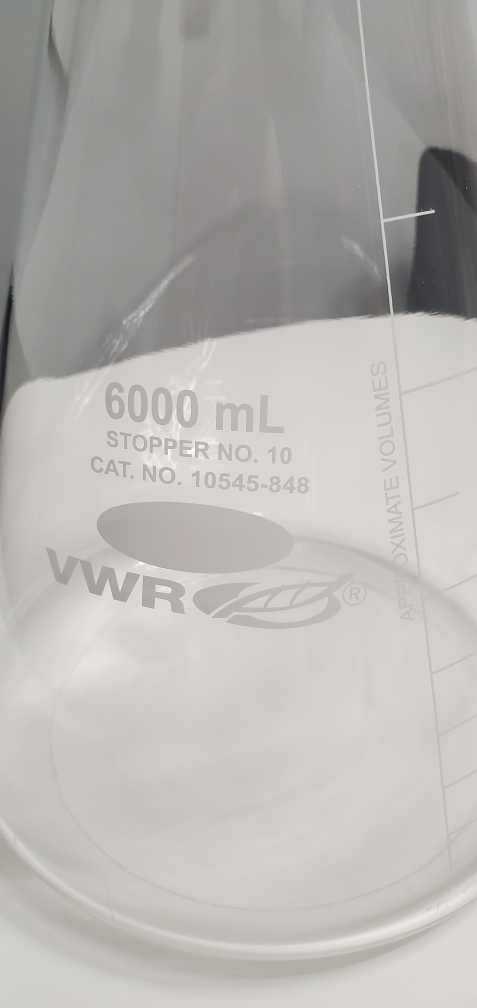 6000 mL
STOPPER NO. 10
CAT. NO. 10545-848
VWR®
APPROXIMATE VOLUMES